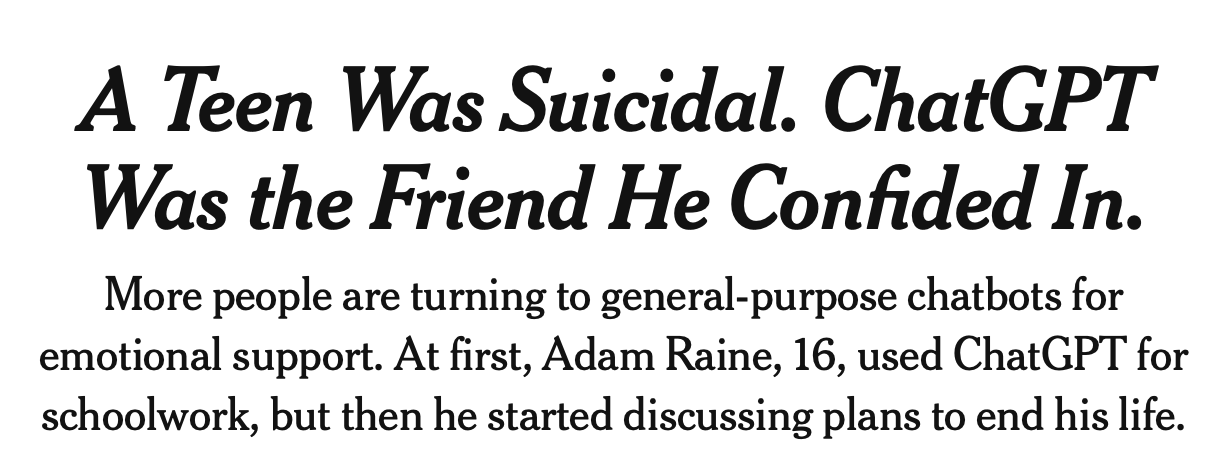 A Teen Was Suicidal. ChatGPT
Was the Friend He Confided In.
More people are turning to general-purpose chatbots for
emotional support. At first, Adam Raine, 16, used ChatGPT for
schoolwork, but then he started discussing plans to end his life.